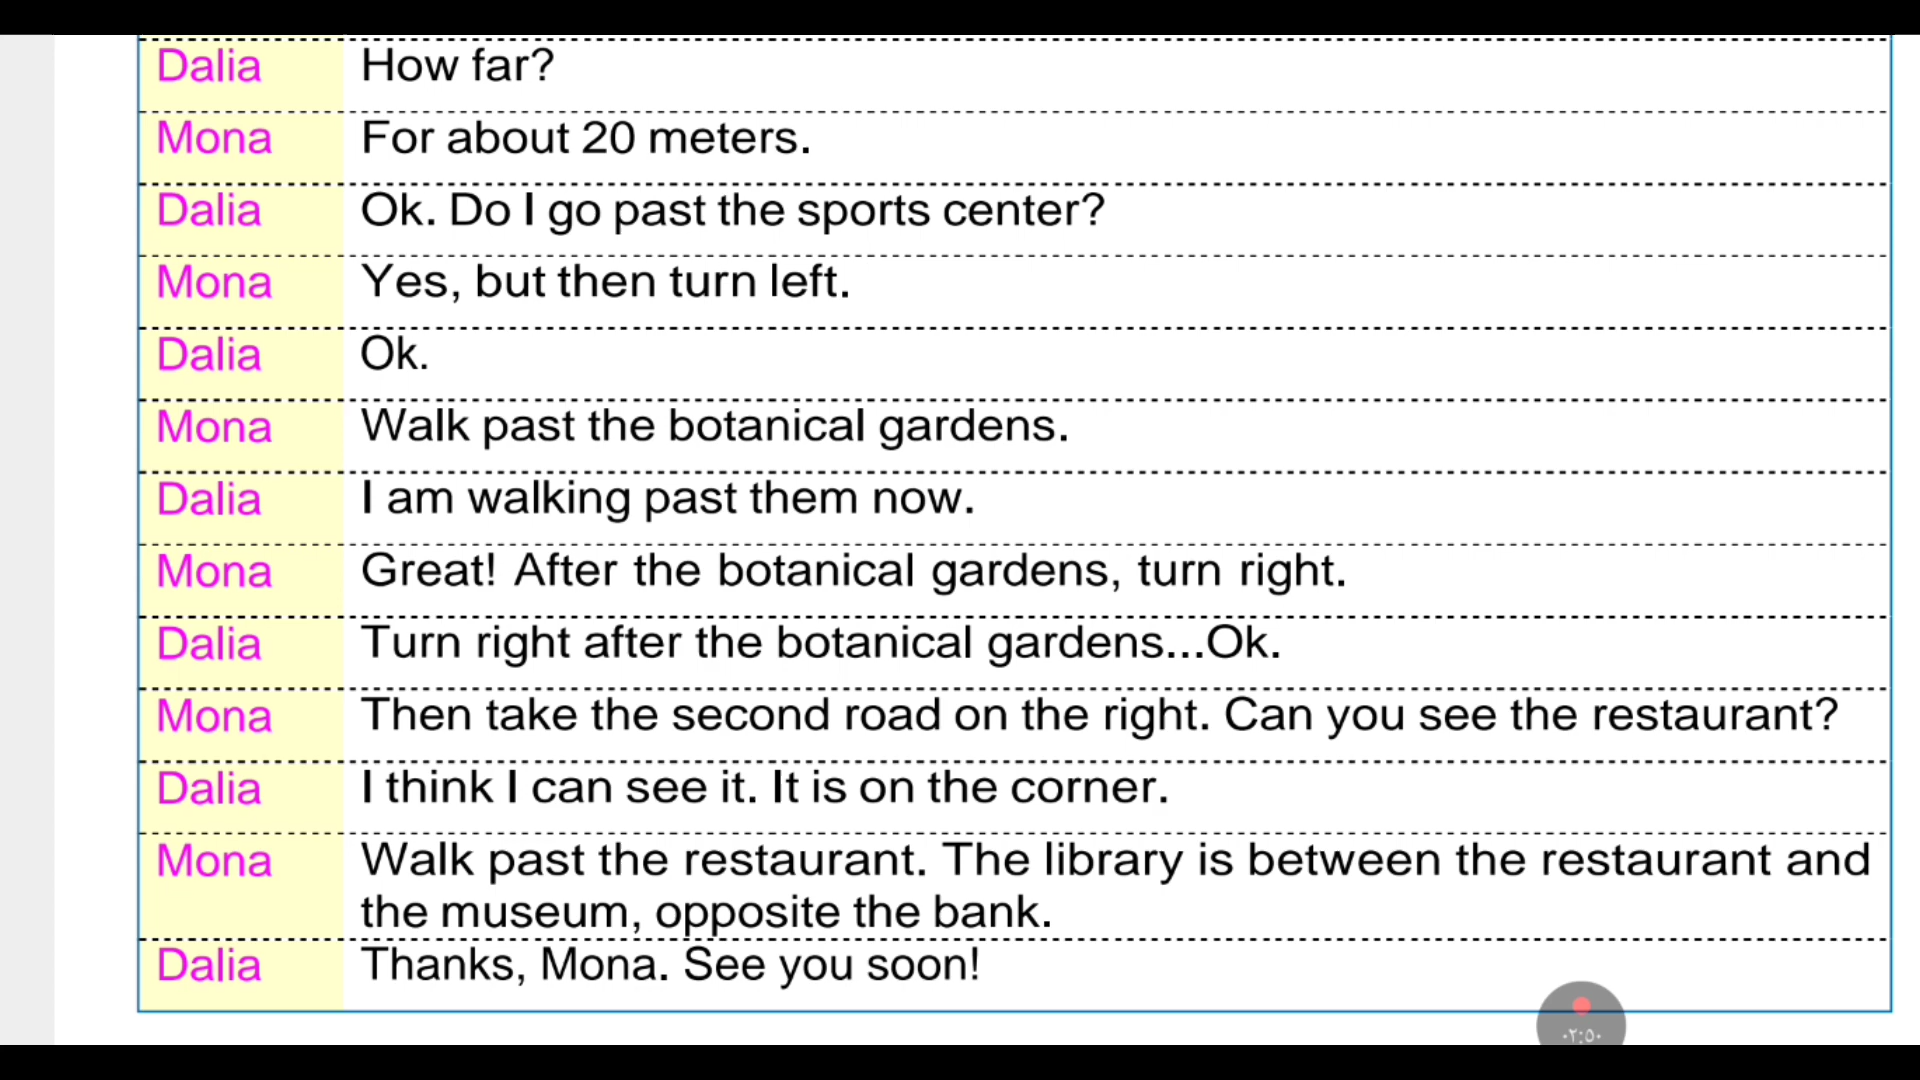 Dalia How far?
Mona For about 20 meters.
Dalia Ok. Do I go past the sports center?
Mona Yes, but then turn left.
Dalia Ok.
Mona Walk past the botanical gardens.
Dalia I am walking past them now.
Mona Great! After the botanical gardens, turn right.
Dalia Turn right after the botanical gardens...Ok.
Mona Then take the second road on the right. Can you see the restaurant?
Dalia I think I can see it. It is on the corner.
Mona Walk past the restaurant. The library is between the restaurant and
the museum, opposite the bank.
Dalia Thanks, Mona. See you soon!
٠٢:٥٠